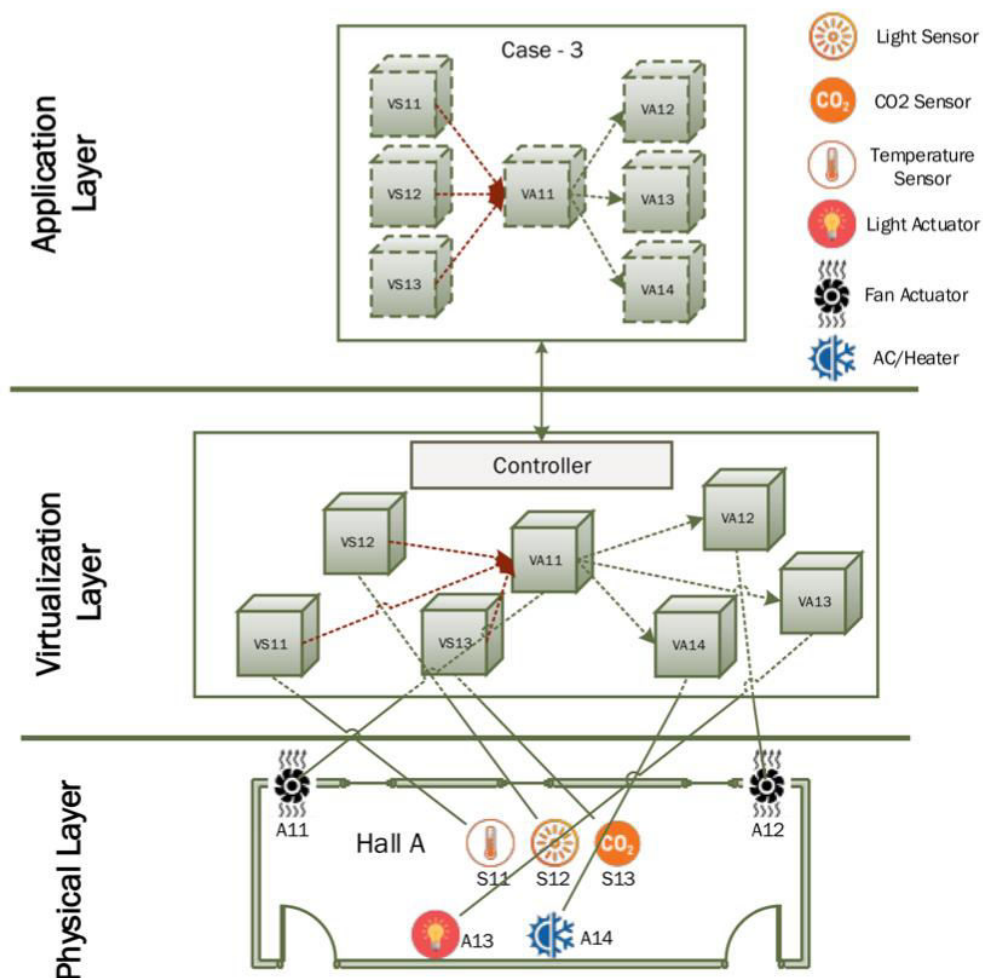 Application
Layer
Case - 3
VS11
VS12
VS13
VA11
VA12
VA13
VA14
Light Sensor
CO2
CO2 Sensor
Temperature
Sensor
Light Actuator
Fan Actuator
AC/Heater
Virtualization
Layer
Controller
VS12
VS11
VS13
VA11
VA12
VA13
VA14
Physical Layer
A11
A12
Hall A
CO2
S11
S12
S13
A13
A14